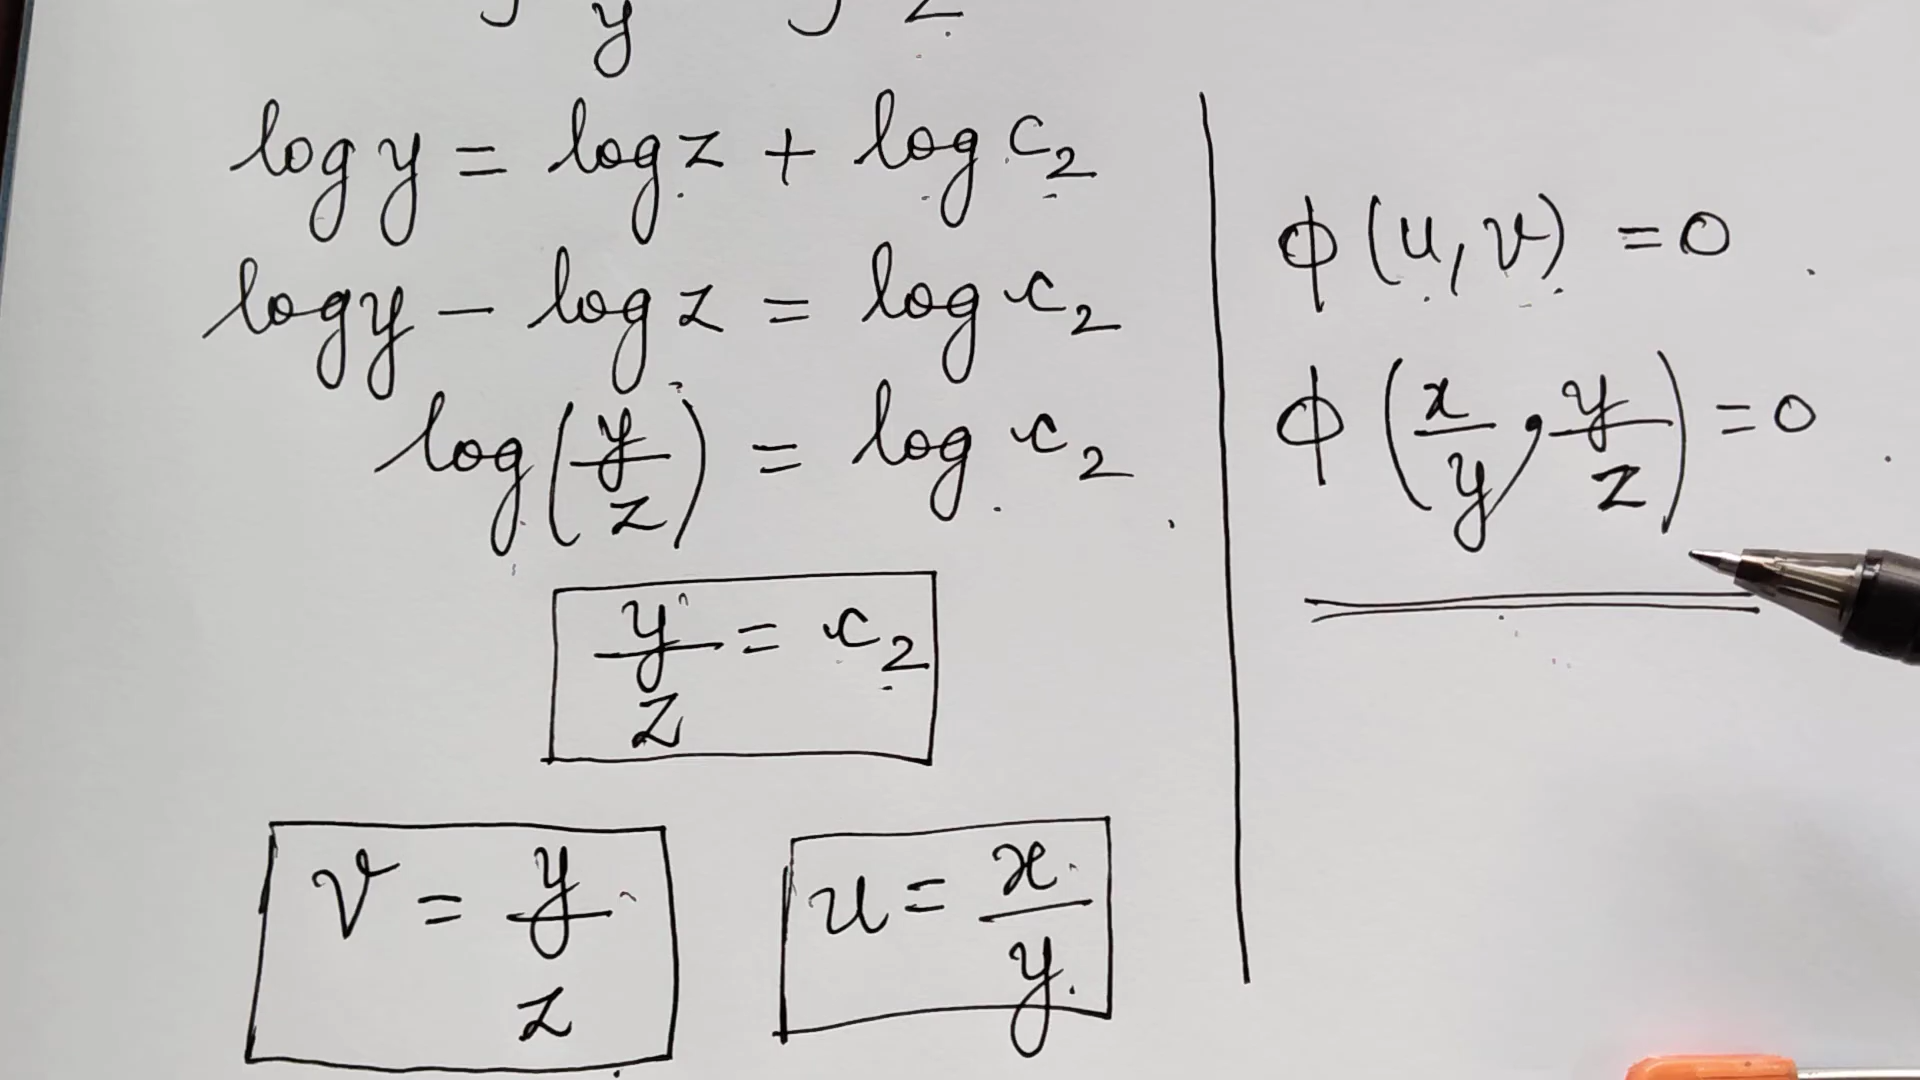 ∫ y ∫ z
log y = log z + log c₂
log y - log z = log c₂
log (y/z) = log c₂
y/z = c₂
v = y/z
u = x/y
ϕ (u, v) = 0
ϕ (x/y, y/z) = 0